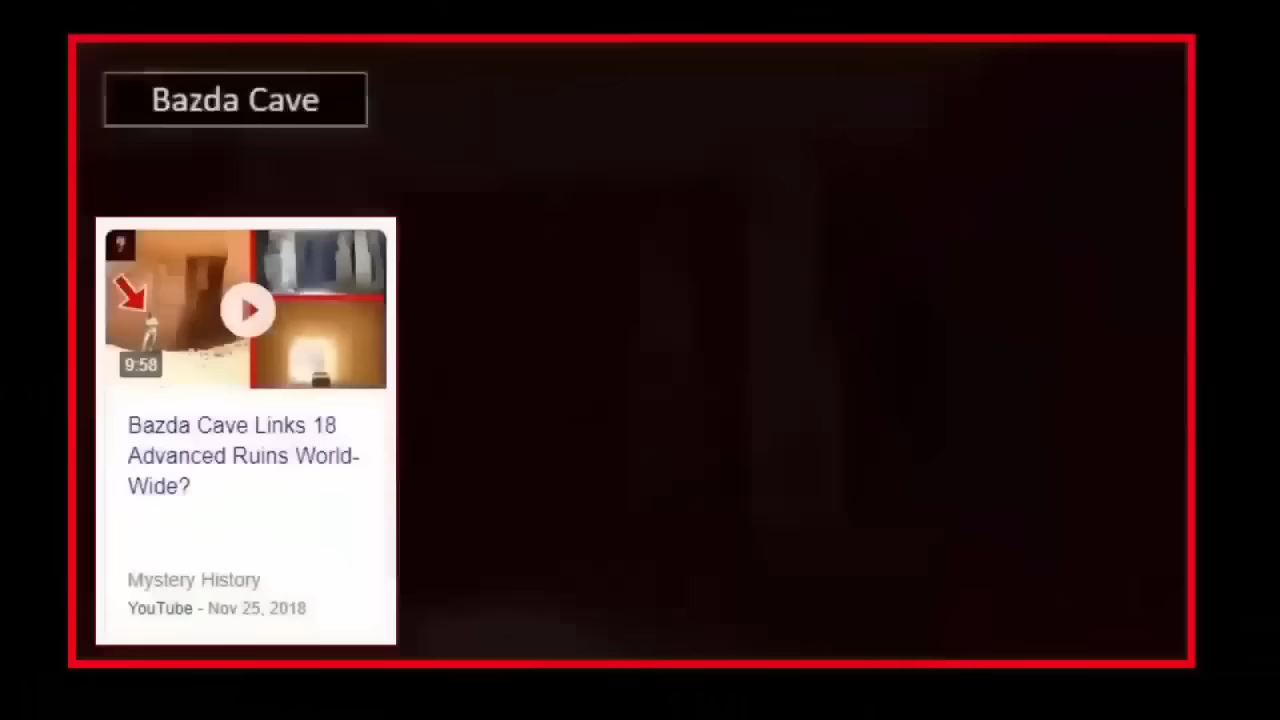 Bazda Cave
9:58
Bazda Cave Links 18
Advanced Ruins World-
Wide?
Mystery History
YouTube - Nov 25, 2018